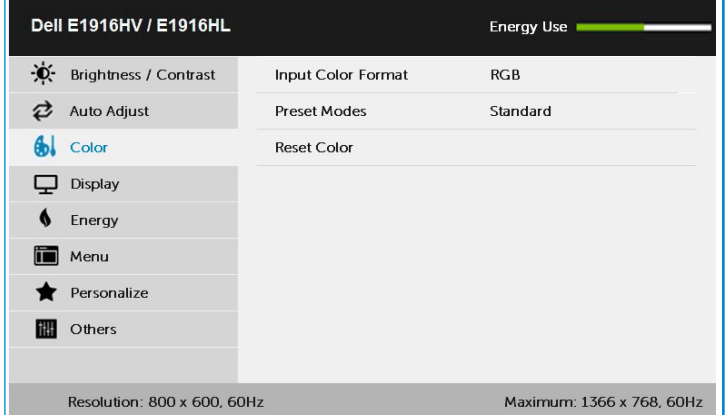 Dell E1916HV / E1916HL Energy Use
Brightness / Contrast Input Color Format RGB
Auto Adjust Preset Modes Standard
Color Reset Color
Display
Energy
Menu
Personalize
Others
Resolution: 800 x 600, 60Hz Maximum: 1366 x 768, 60Hz